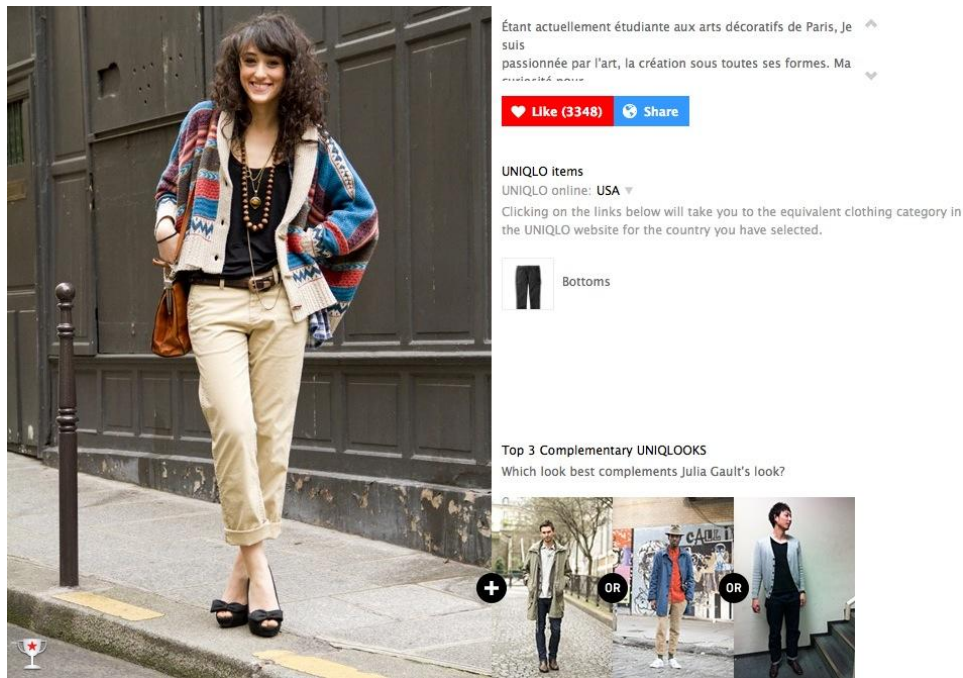 Étant actuellement étudiante aux arts décoratifs de Paris, Je
suis
passionnée par l'art, la création sous toutes ses formes. Ma
Like (3348)
Share
UNIQLO items
UNIQLO online: USA
Clicking on the links below will take you to the equivalent clothing category in
the UNIQLO website for the country you have selected.
Bottoms
Top 3 Complementary UNIQLOOKS
Which look best complements Julia Gault's look?
OR
OR